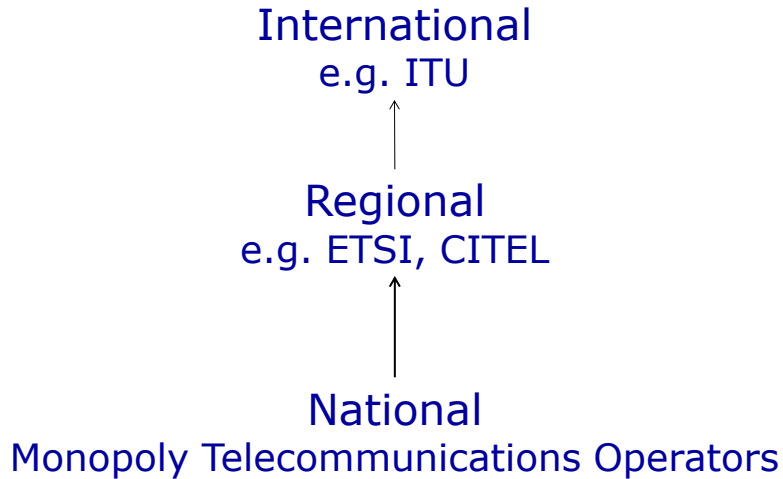 International
e.g. ITU
Regional
e.g. ETSI, CITEL
National
Monopoly Telecommunications Operators